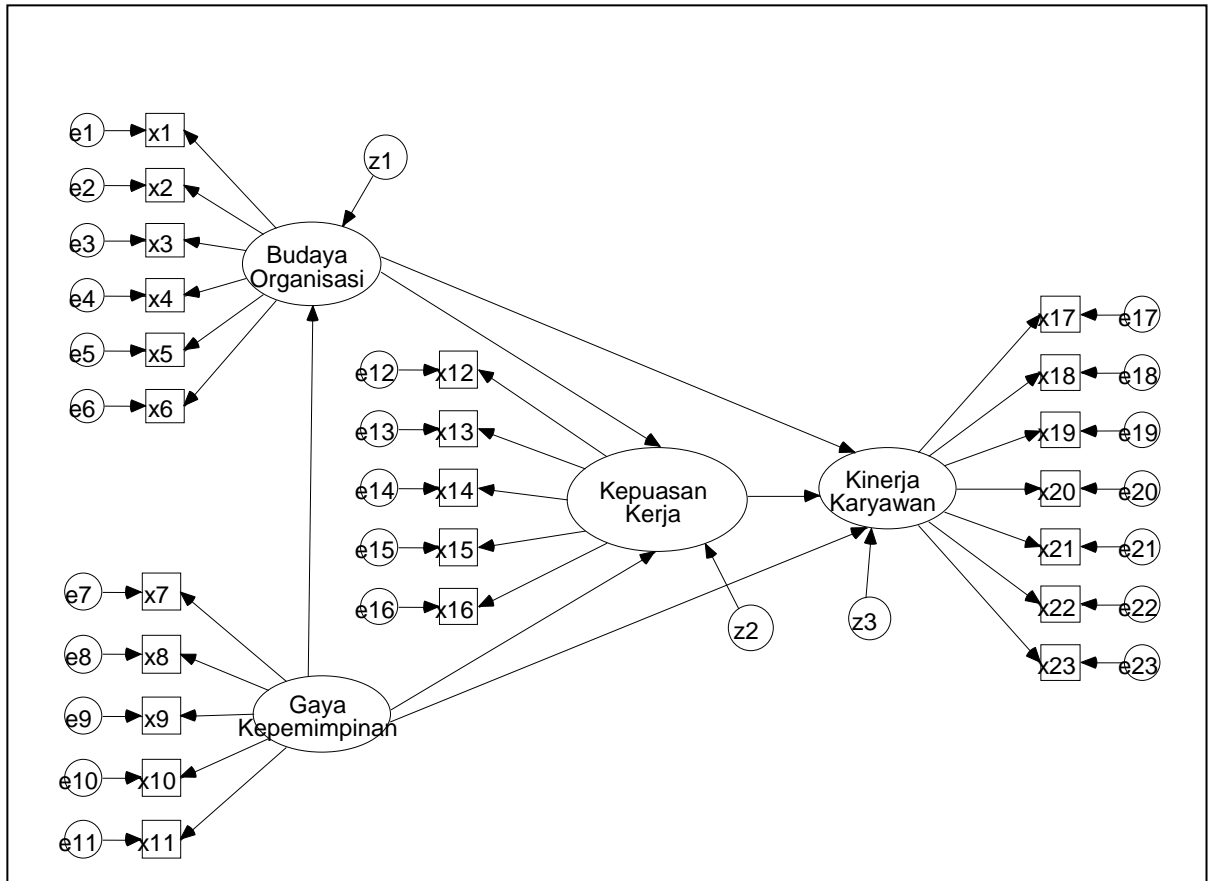 e1 x1
z1
e2 x2
e3 x3
Budaya
Organisasi
e4 x4
e5 x5
e6 x6
e12 x12
e13 x13
e14 x14
e15 x15
e16 x16
Kepuasan
Kerja
z2
Kinerja
Karyawan
z3
x17 e17
x18 e18
x19 e19
x20 e20
x21 e21
x22 e22
x23 e23
e7 x7
e8 x8
e9 x9
e10 x10
e11 x11
Gaya
Kepemimpinan